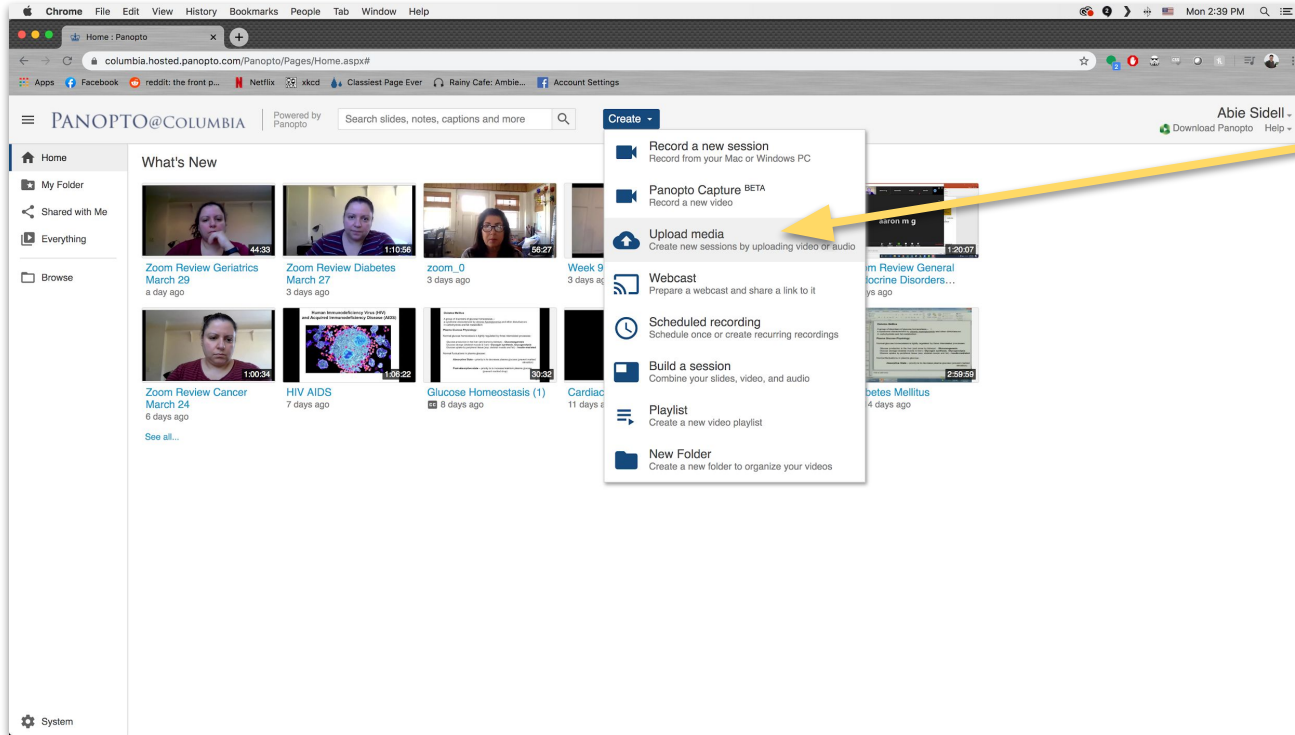 Chrome File Edit View History Bookmarks People Tab Window Help
Mon 2:39 PM
Home : Panopto
columbia.hosted.panopto.com/Panopto/Pages/Home.aspx#
Apps Facebook reddit: the front p... Netflix xkcd Classiest Page Ever Rainy Cafe: Ambie... Account Settings
PANOPTO@COLUMBIA
Powered by
Panopto
Search slides, notes, captions and more
Create
Abie Sidell
Download Panopto Help
Home
My Folder
Shared with Me
Everything
Browse
System
What's New
44:33
Zoom Review Geriatrics
March 29
a day ago
1:10:56
Zoom Review Diabetes
March 27
3 days ago
56:27
zoom_0
3 days ago
Week 9
3 days ag
aaron m g
1:20:07
m Review General
docrine Disorders...
ys ago
1:00:34
Zoom Review Cancer
March 24
6 days ago
Human Immunodeficiency Virus (HIV)
and Acquired Immunodeficiency Disease (AIDS)
1:06:22
HIV AIDS
7 days ago
30:32
Glucose Homeostasis (1)
8 days ago
Cardiac
11 days a
2:59:59
betes Mellitus
4 days ago
See all...
Record a new session
Record from your Mac or Windows PC
Panopto Capture BETA
Record a new video
Upload media
Create new sessions by uploading video or audio
Webcast
Prepare a webcast and share a link to it
Scheduled recording
Schedule once or create recurring recordings
Build a session
Combine your slides, video, and audio
Playlist
Create a new video playlist
New Folder
Create a new folder to organize your videos